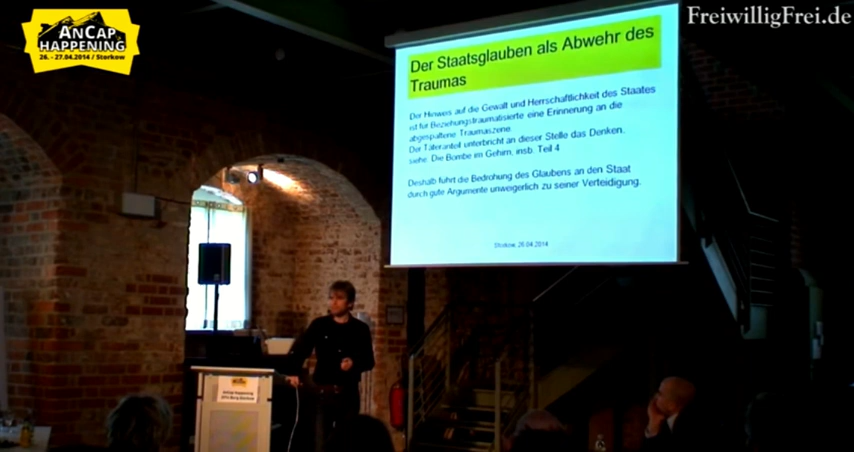 ANCAP
HAPPENING
26. - 27.04.2014 / Storkow
FreiwilligFrei.de
Der Staatsglauben als Abwehr des
Traumas
Der Hinweis auf die Gewalt und Herrschaftlichkeit des Staates
ist für Beziehungstraumatisierte eine Erinnerung an die
abgespaltene Traumaszene.
Der Täteranteil unterbricht an dieser Stelle das Denken,
siehe: Die Bombe im Gehirn, insb. Teil 4
Deshalb führt die Bedrohung des Glaubens an den Staat
durch gute Argumente unweigerlich zu seiner Verteidigung.
Storkow, 26.04.2014
AnCap Happening